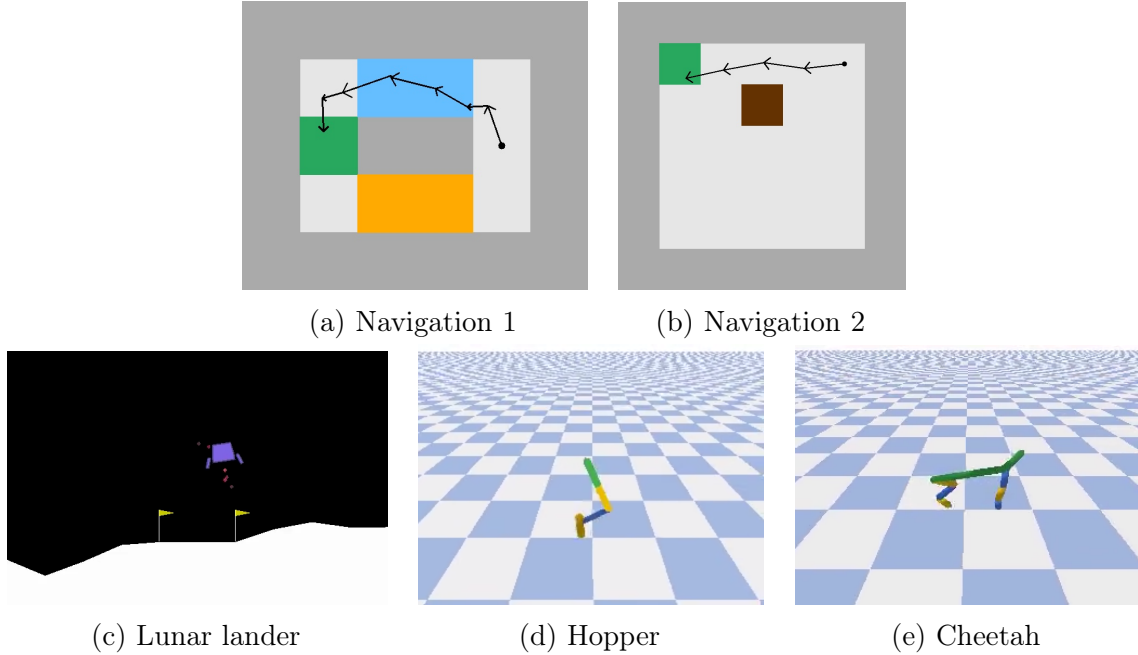 (a) Navigation 1
(b) Navigation 2
(c) Lunar lander
(d) Hopper
(e) Cheetah